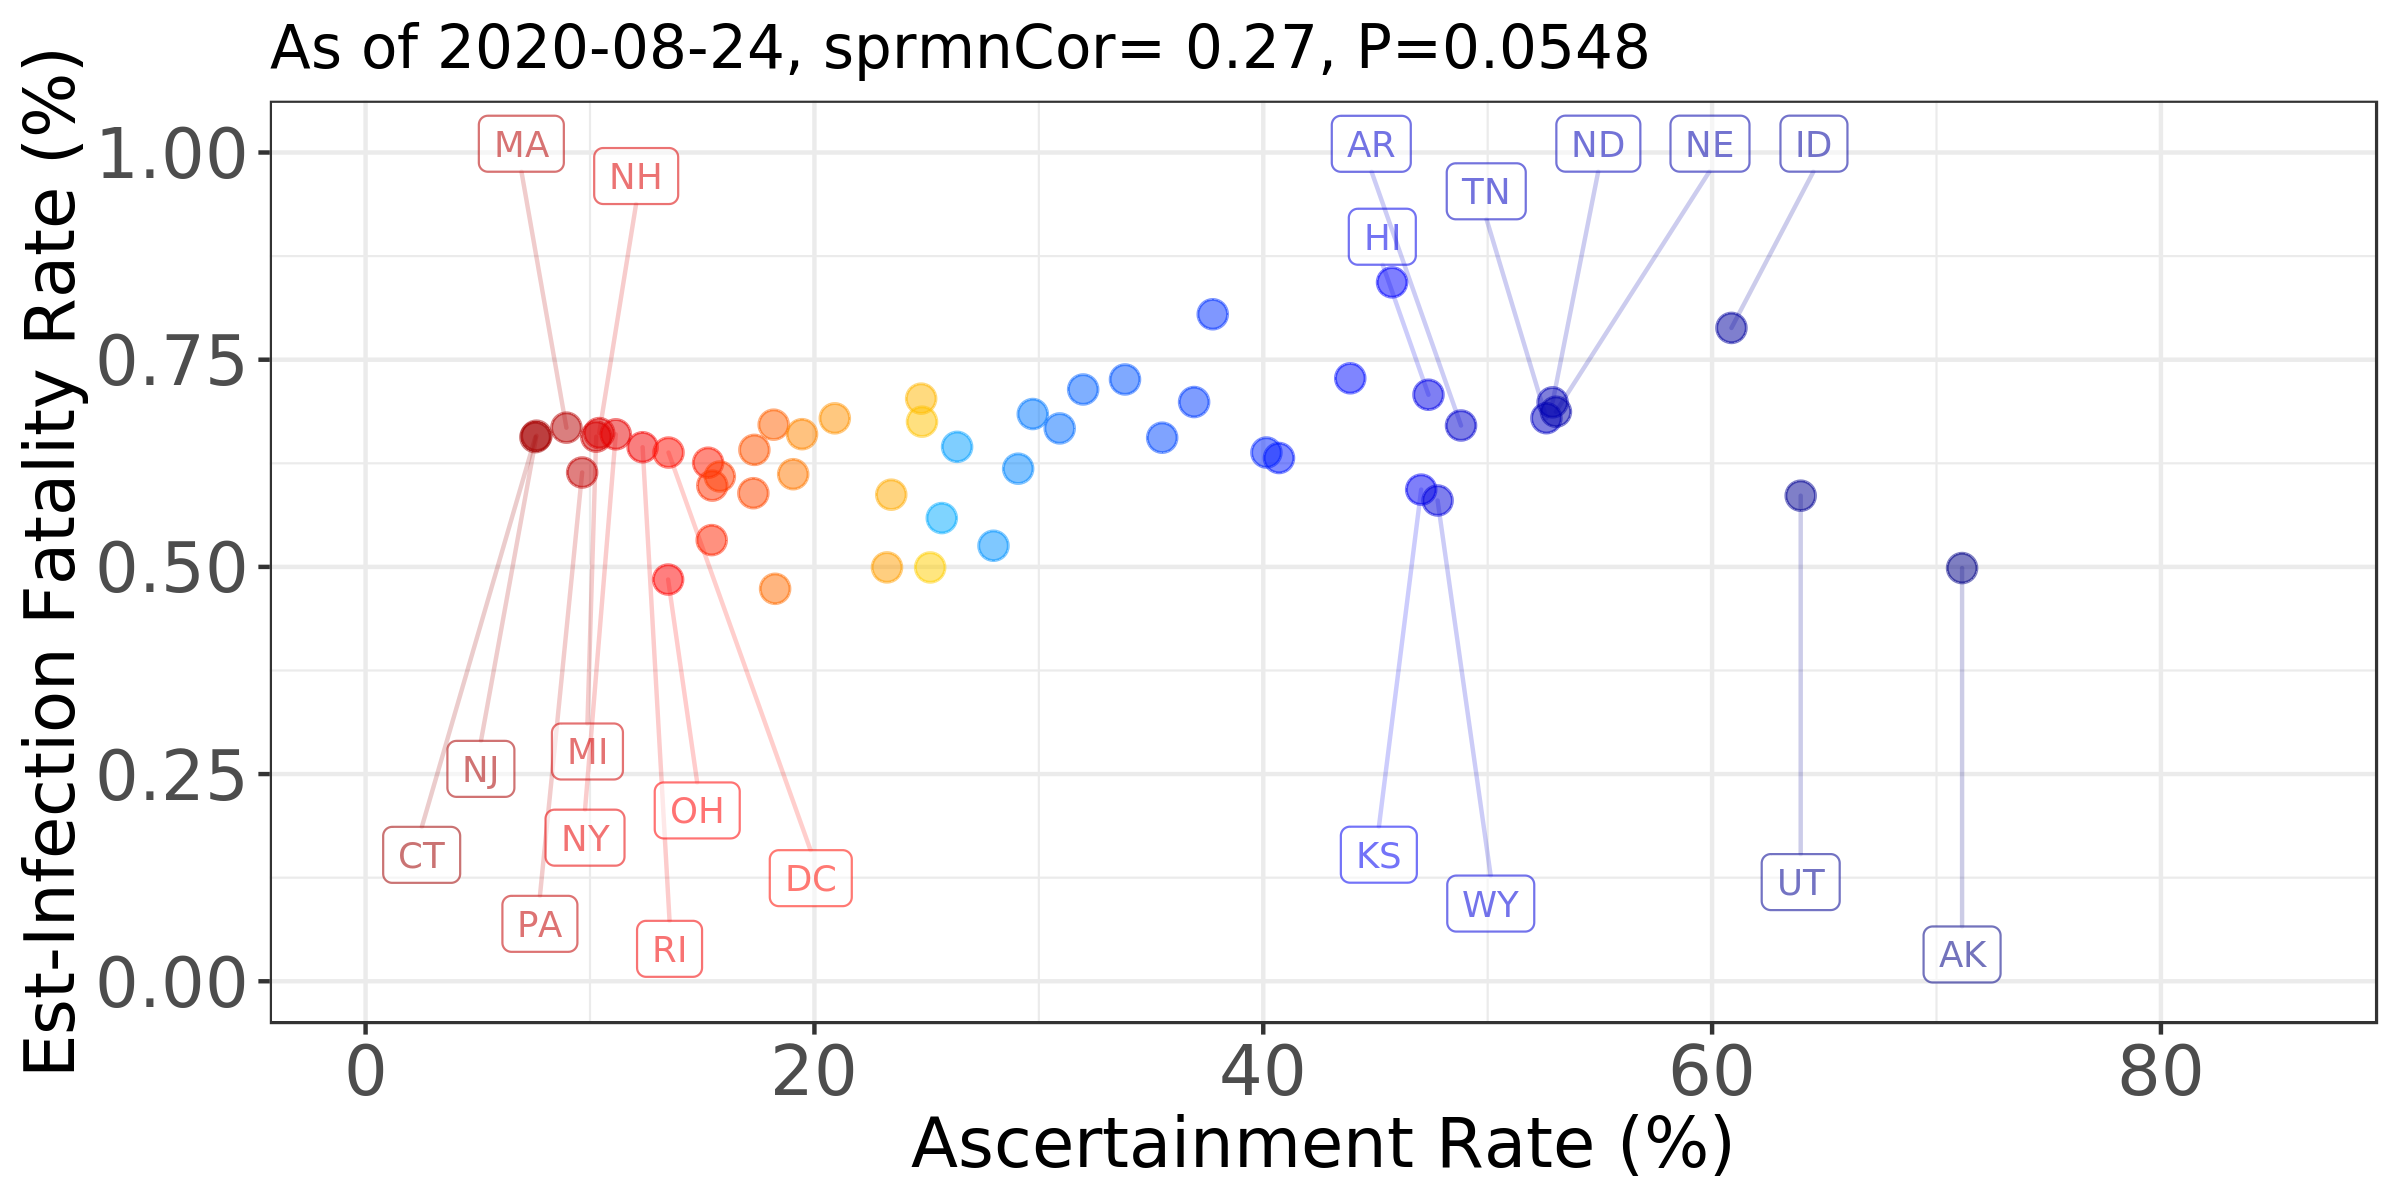 As of 2020-08-24, sprmnCor= 0.27, P=0.0548
Est-Infection Fatality Rate (%)
1.00
0.75
0.50
0.25
0.00
MA
NH
AR
HI
TN
ND
NE
ID
NJ
MI
CT
NY
OH
DC
PA
RI
KS
WY
UT
AK
0
20
40
60
80
Ascertainment Rate (%)